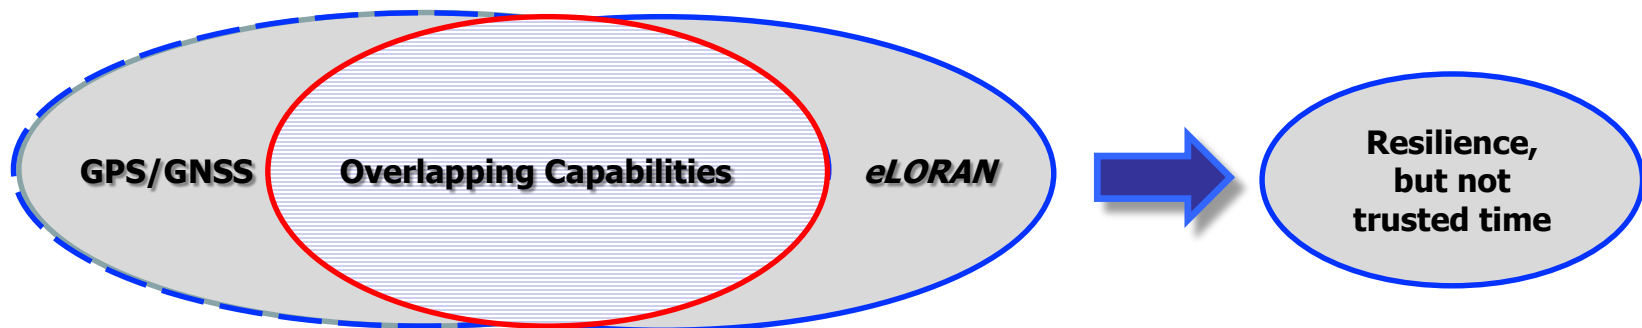 GPS/GNSS
Overlapping Capabilities
eLORAN
Resilience,
but not
trusted time